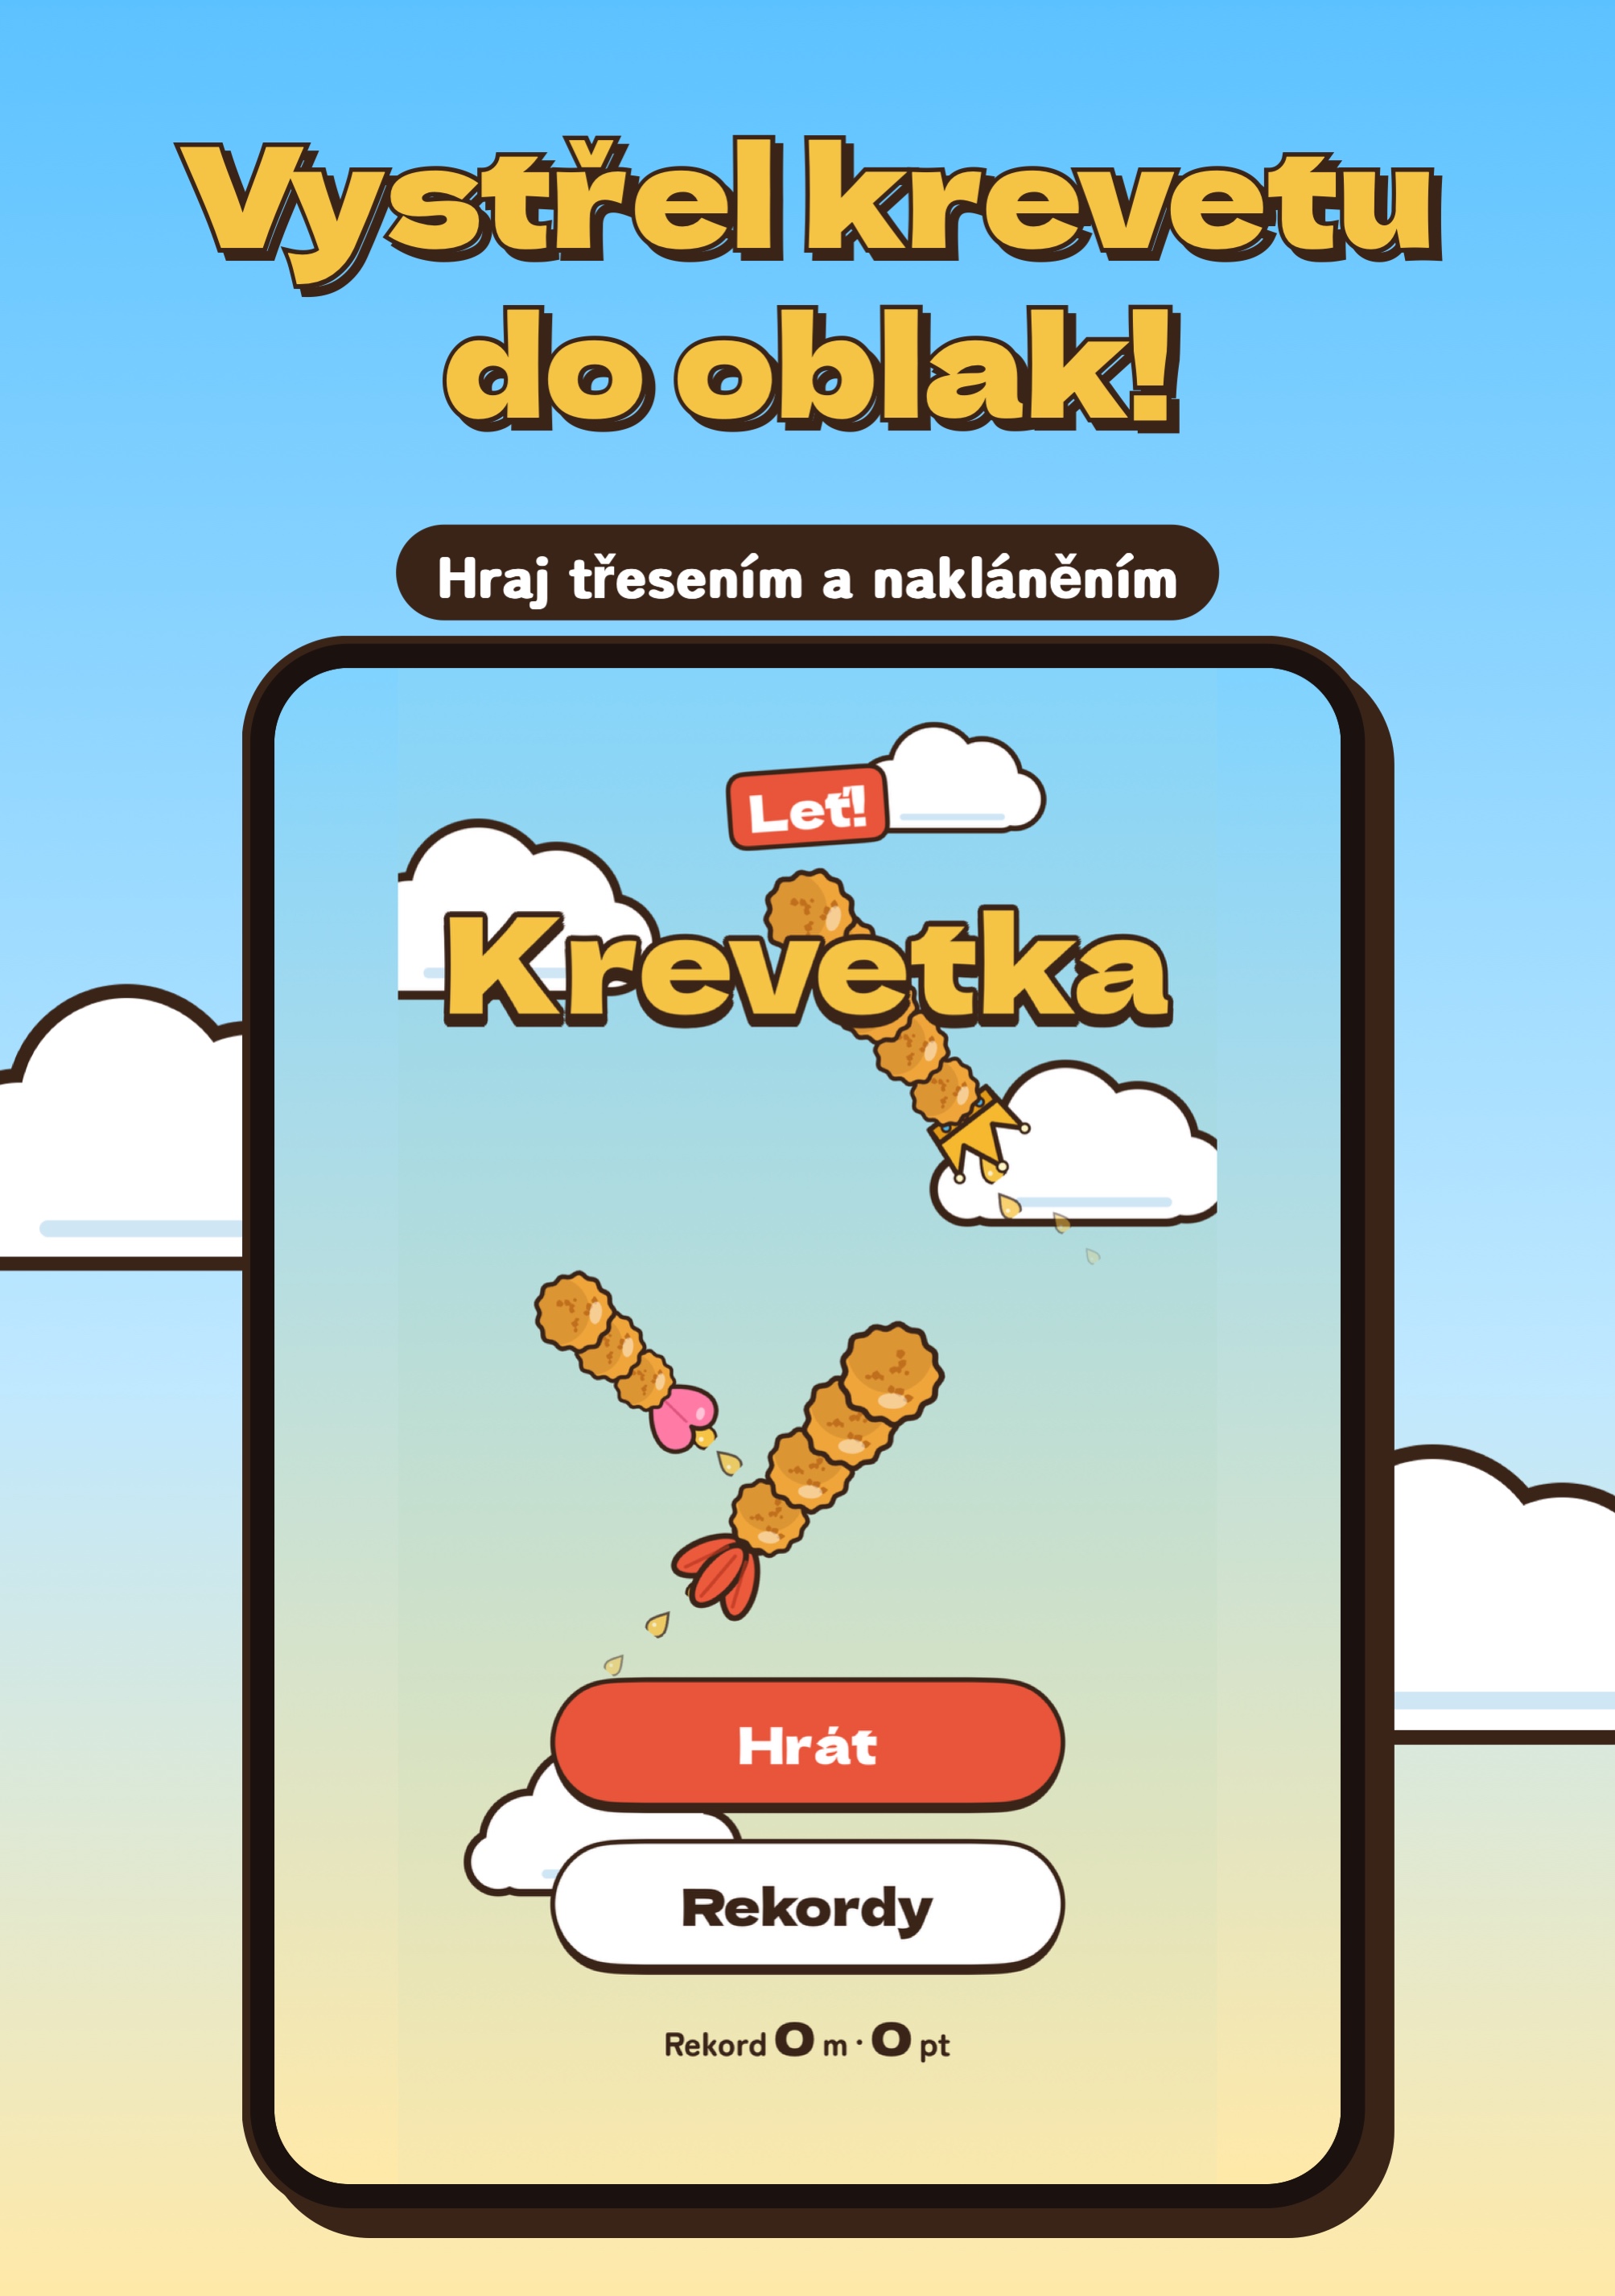 Vystřel krevetu
do oblak!
Hraj třesením a nakláněním
Leť!
Krevetka
Hrát
Rekordy
Rekord 0 m · 0 pt